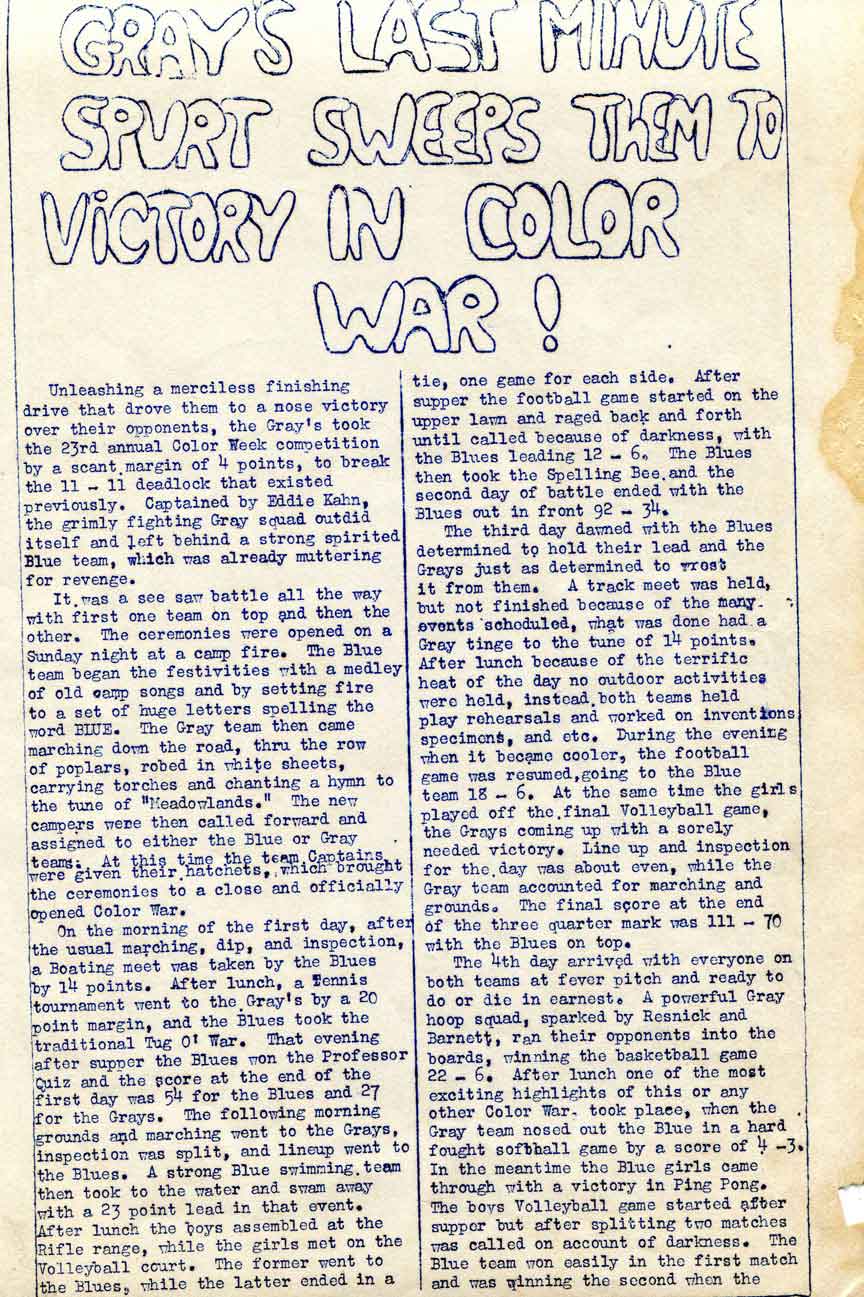 GRAY'S LAST MINUTE
SPURT SWEEPS THEM TO
ViCTORY IN COLOR
WAR !
Unleashing a merciless finishing
drive that drove them to a nose victory
over their opponents, the Gray's took
the 23rd annual Color Week competition
by a scant margin of 4 points, to break
the 11 - 11 deadlock that existed
previously. Captained by Eddie Kahn,
the grimly fighting Gray squad outdid
itself and left behind a strong spirited
Blue team, which was already muttering
for revenge.
It was a see saw battle all the way
with first one team on top and then the
other. The ceremonies were opened on a
Sunday night at a camp fire. The Blue
team began the festivities with a medley
of old camp songs and by setting fire
to a set of huge letters spelling the
word BLUE. The Gray team then came
marching down the road, thru the row
of poplars, robed in white sheets,
carrying torches and chanting a hymn to
the tune of "Meadowlands." The new
campers were then called forward and
assigned to either the Blue or Gray
teams. At this time the team Captains
were given their hatchets, which brought
the ceremonies to a close and officially
opened Color War.
On the morning of the first day, after
the usual marching, dip, and inspection,
a Boating meet was taken by the Blues
by 14 points. After lunch, a Tennis
tournament went to the Gray's by a 20
point margin, and the Blues took the
traditional Tug O' War. That evening
after supper the Blues won the Professor
Quiz and the score at the end of the
first day was 54 for the Blues and 27
for the Grays. The following morning
grounds and marching went to the Grays,
inspection was split, and lineup went to
the Blues. A strong Blue swimming team
then took to the water and swam away
with a 23 point lead in that event.
After lunch the boys assembled at the
Rifle range, while the girls met on the
Volleyball court. The former went to
the Blues, while the latter ended in a
tie, one game for each side. After
supper the football game started on the
upper lawn and raged back and forth
until called because of darkness, with
the Blues leading 12 - 6. The Blues
then took the Spelling Bee and the
second day of battle ended with the
Blues out in front 92 - 34.
The third day dawned with the Blues
determined to hold their lead and the
Grays just as determined to wrost
it from them. A track meet was held,
but not finished because of the many
events scheduled, what was done had a
Gray tinge to the tune of 14 points.
After lunch because of the terrific
heat of the day no outdoor activities
were held, instead both teams held
play rehearsals and worked on inventions
specimens, and etc. During the evening
when it became cooler, the football
game was resumed,going to the Blue
team 18 - 6. At the same time the girls
played off the final Volleyball game,
the Grays coming up with a sorely
needed victory. Line up and inspection
for the day was about even, while the
Gray team accounted for marching and
grounds. The final score at the end
of the three quarter mark was 111 - 70
with the Blues on top.
The 4th day arrived with everyone on
both teams at fever pitch and ready to
do or die in earnest. A powerful Gray
hoop squad, sparked by Resnick and
Barnett, ran their opponents into the
boards, winning the basketball game
22 - 6. After lunch one of the most
exciting highlights of this or any
other Color War took place, when the
Gray team nosed out the Blue in a hard
fought softball game by a score of 4 -3.
In the meantime the Blue girls came
through with a victory in Ping Pong.
The boys Volleyball game started after
supper but after splitting two matches
was called on account of darkness. The
Blue team won easily in the first match
and was winning the second when the